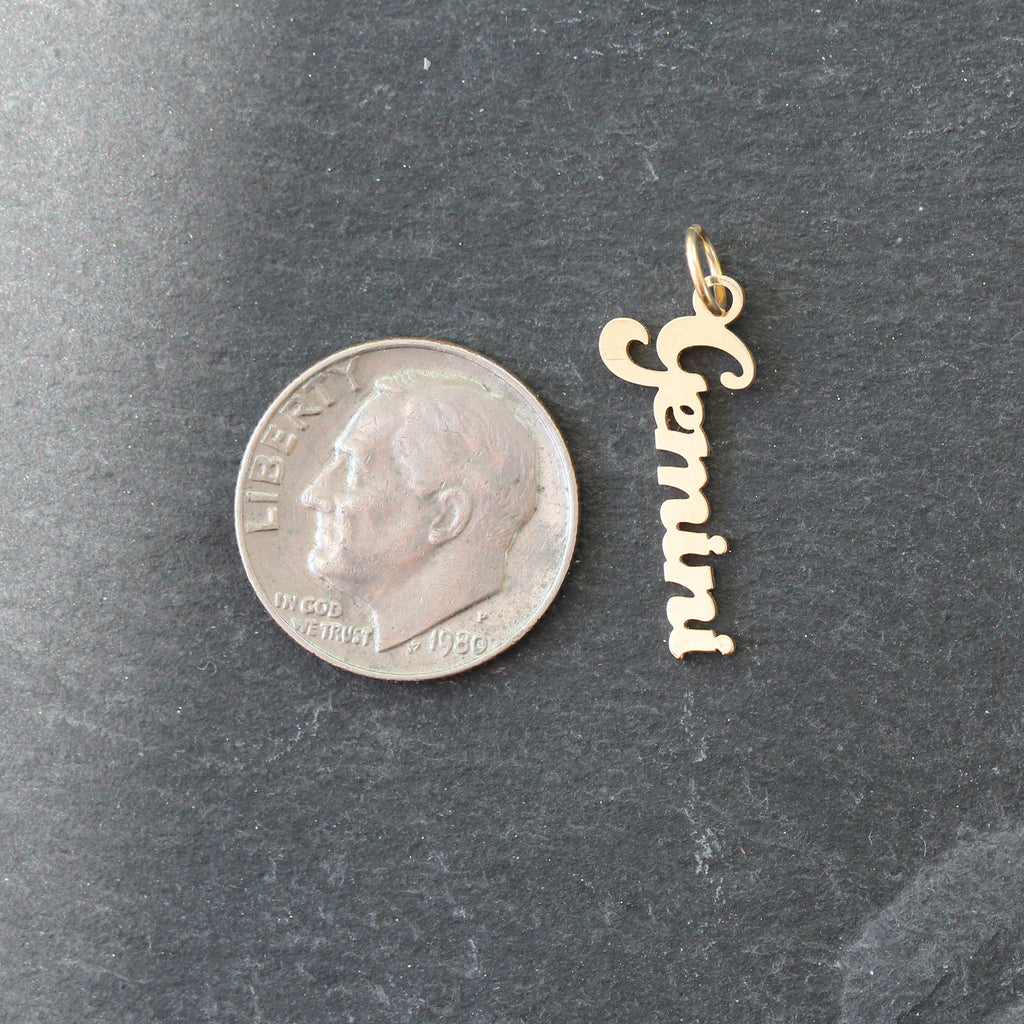 LIBERTY
IN GOD
WE TRUST
1980
P
Gemini